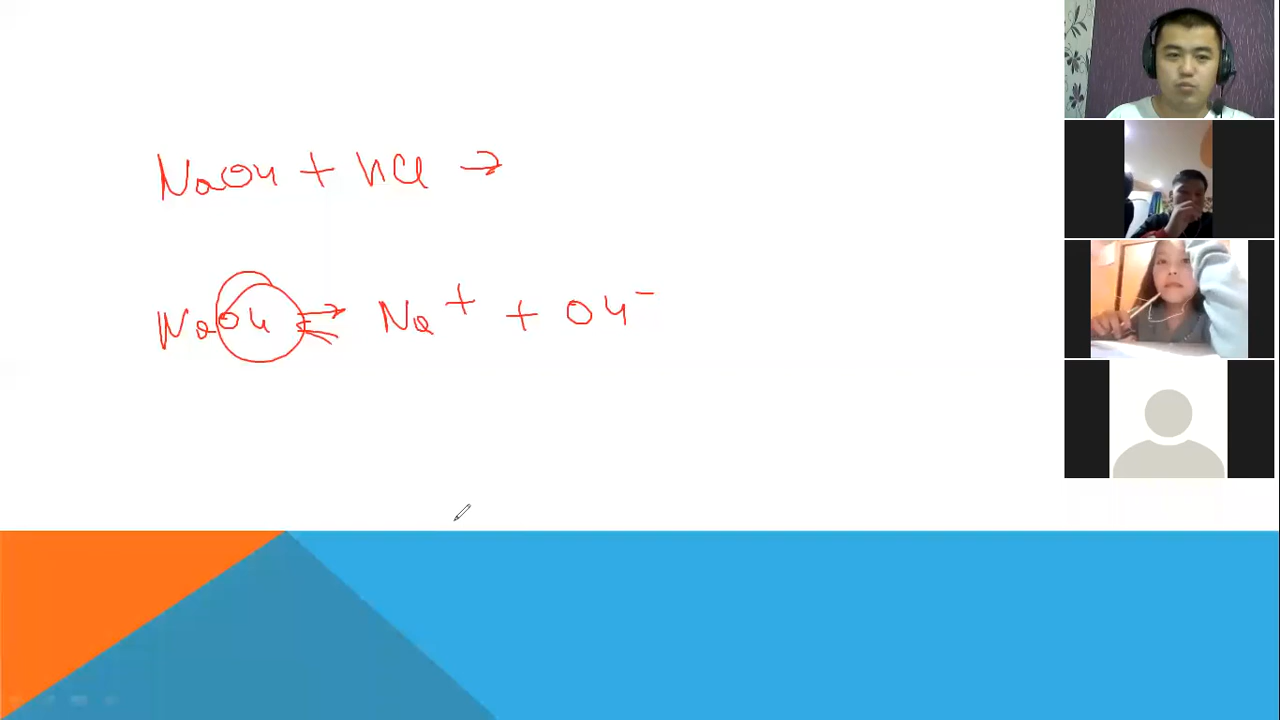 NaOH + HCl →
NaOH → Na⁺ + OH⁻